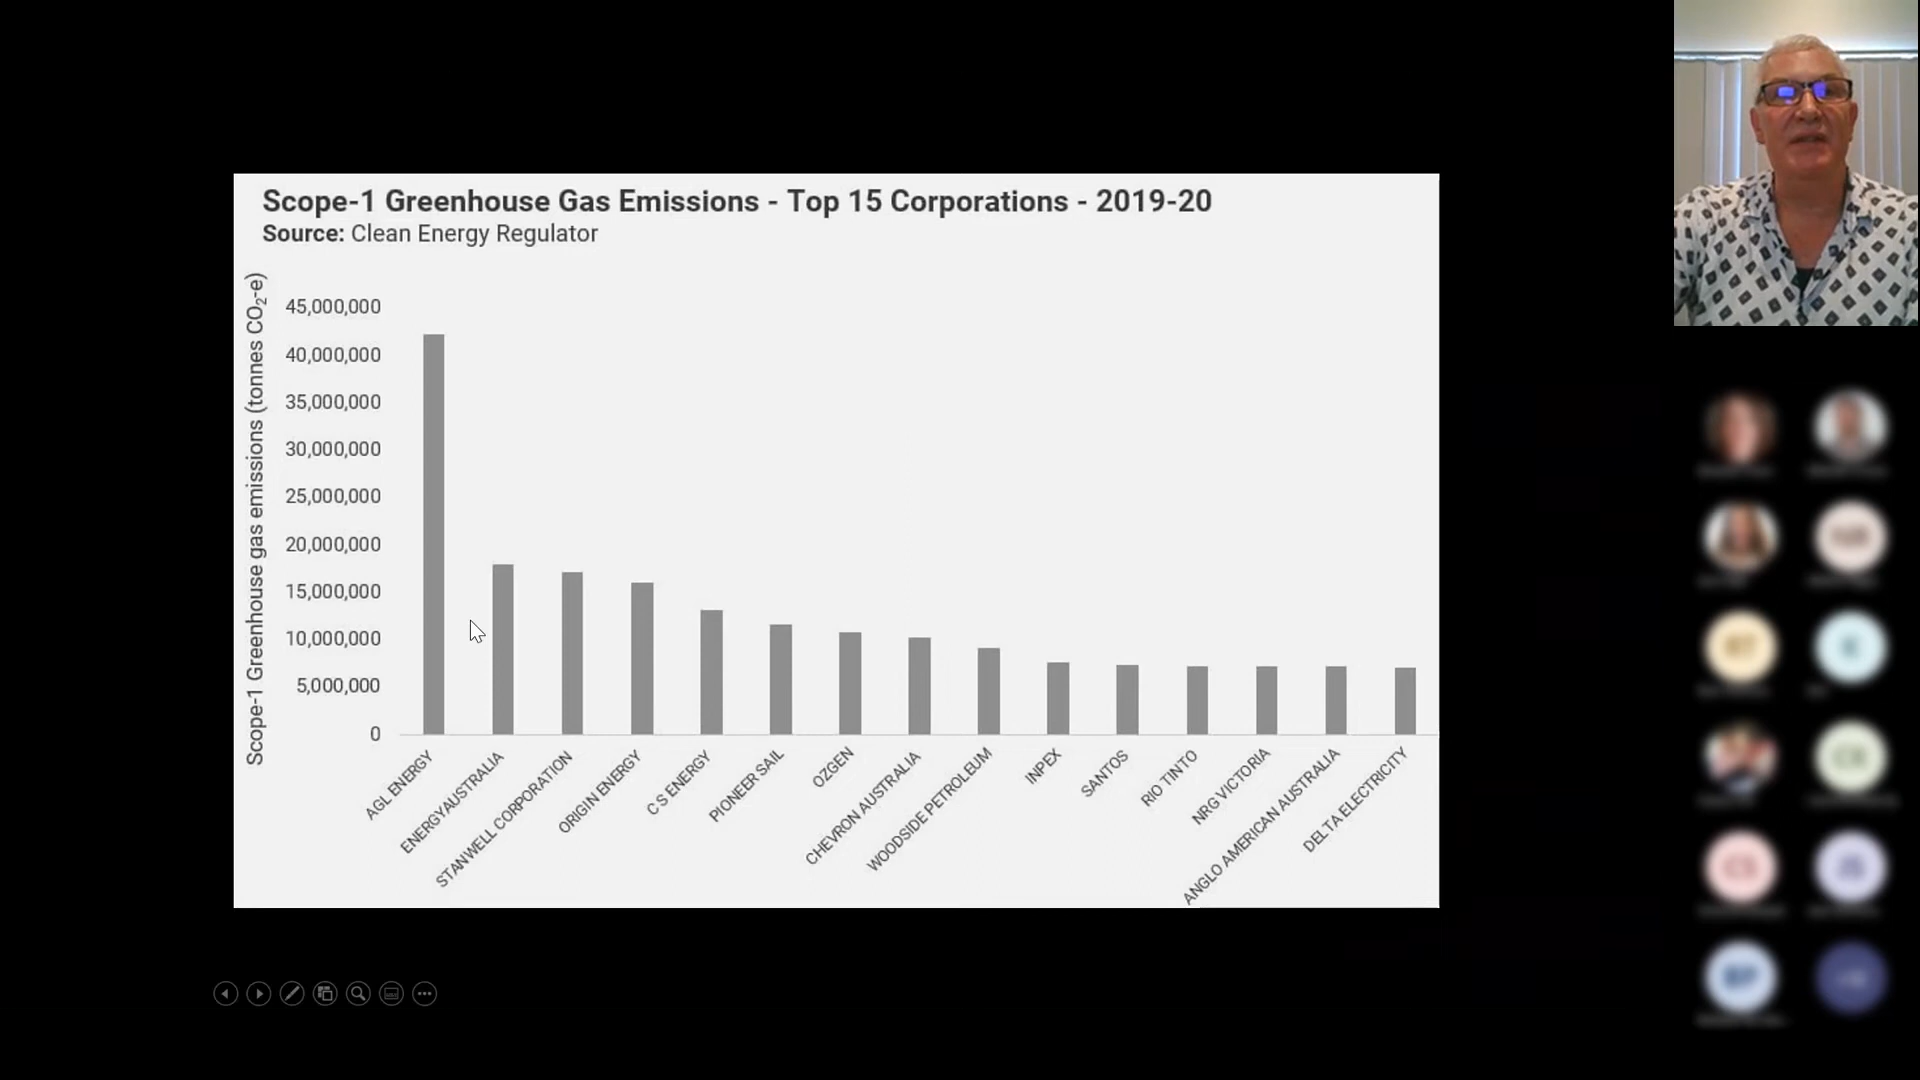 Scope-1 Greenhouse Gas Emissions - Top 15 Corporations - 2019-20
Source: Clean Energy Regulator
Scope-1 Greenhouse gas emissions (tonnes CO₂-e)
45,000,000
40,000,000
35,000,000
30,000,000
25,000,000
20,000,000
15,000,000
10,000,000
5,000,000
0
AGL ENERGY
ENERGYAUSTRALIA
STANWELL CORPORATION
ORIGIN ENERGY
C S ENERGY
PIONEER SAIL
OZGEN
CHEVRON AUSTRALIA
WOODSIDE PETROLEUM
INPEX
SANTOS
RIO TINTO
NRG VICTORIA
ANGLO AMERICAN AUSTRALIA
DELTA ELECTRICITY